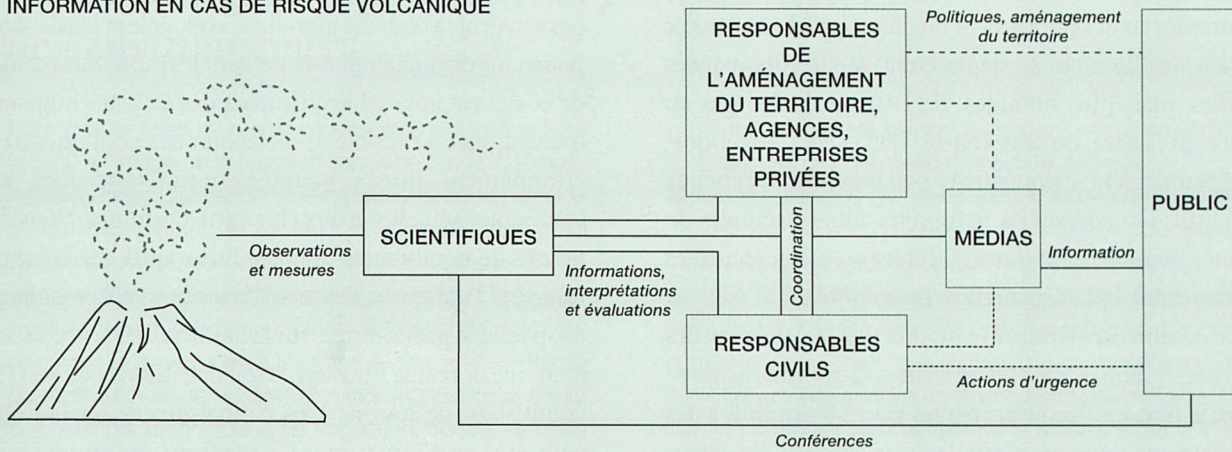 INFORMATION EN CAS DE RISQUE VOLCANIQUE
RESPONSABLES
DE
L'AMÉNAGEMENT
DU TERRITOIRE,
AGENCES,
ENTREPRISES
PRIVÉES
Politiques, aménagement
du territoire
PUBLIC
SCIENTIFIQUES
MÉDIAS
Observations
et mesures
Informations,
interprétations
et évaluations
Coordination
Information
RESPONSABLES
CIVILS
Actions d'urgence
Conférences